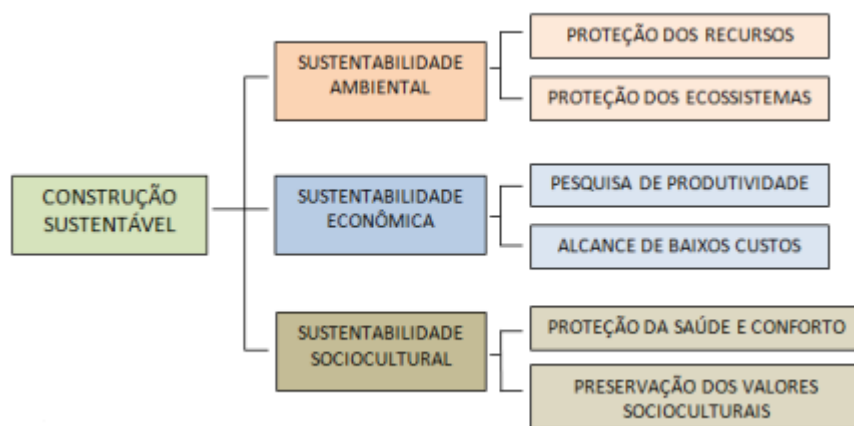 CONSTRUÇÃO
SUSTENTÁVEL
SUSTENTABILIDADE
AMBIENTAL
PROTEÇÃO DOS RECURSOS
PROTEÇÃO DOS ECOSSISTEMAS
SUSTENTABILIDADE
ECONÔMICA
PESQUISA DE PRODUTIVIDADE
ALCANCE DE BAIXOS CUSTOS
SUSTENTABILIDADE
SOCIOCULTURAL
PROTEÇÃO DA SAÚDE E CONFORTO
PRESERVAÇÃO DOS VALORES
SOCIOCULTURAIS